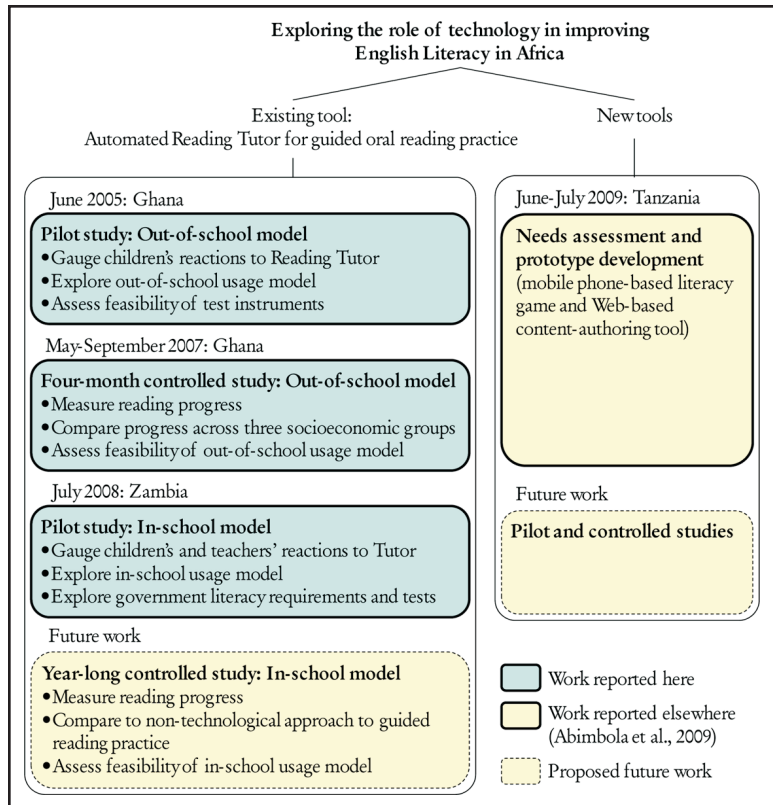 Exploring the role of technology in improving
English Literacy in Africa
Existing tool:
Automated Reading Tutor for guided oral reading practice
June 2005: Ghana
Pilot study: Out-of-school model
•Gauge children's reactions to Reading Tutor
•Explore out-of-school usage model
•Assess feasibility of test instruments
May-September 2007: Ghana
Four-month controlled study: Out-of-school model
•Measure reading progress
•Compare progress across three socioeconomic groups
•Assess feasibility of out-of-school usage model
July 2008: Zambia
Pilot study: In-school model
•Gauge children's and teachers' reactions to Tutor
•Explore in-school usage model
•Explore government literacy requirements and tests
Future work
Year-long controlled study: In-school model
•Measure reading progress
•Compare to non-technological approach to guided
reading practice
•Assess feasibility of in-school usage model
New tools
June-July 2009: Tanzania
Needs assessment and
prototype development
(mobile phone-based literacy
game and Web-based
content-authoring tool)
Future work
Pilot and controlled studies
Work reported here
Work reported elsewhere
(Abimbola et al., 2009)
Proposed future work